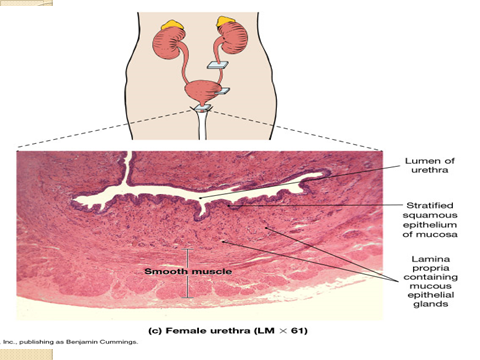 Lumen of
urethra
Stratified
squamous
epithelium
of mucosa
Lamina
propria
containing
mucous
epithelial
glands
Smooth muscle
(c) Female urethra (LM × 61)
Inc., publishing as Benjamin Cummings.